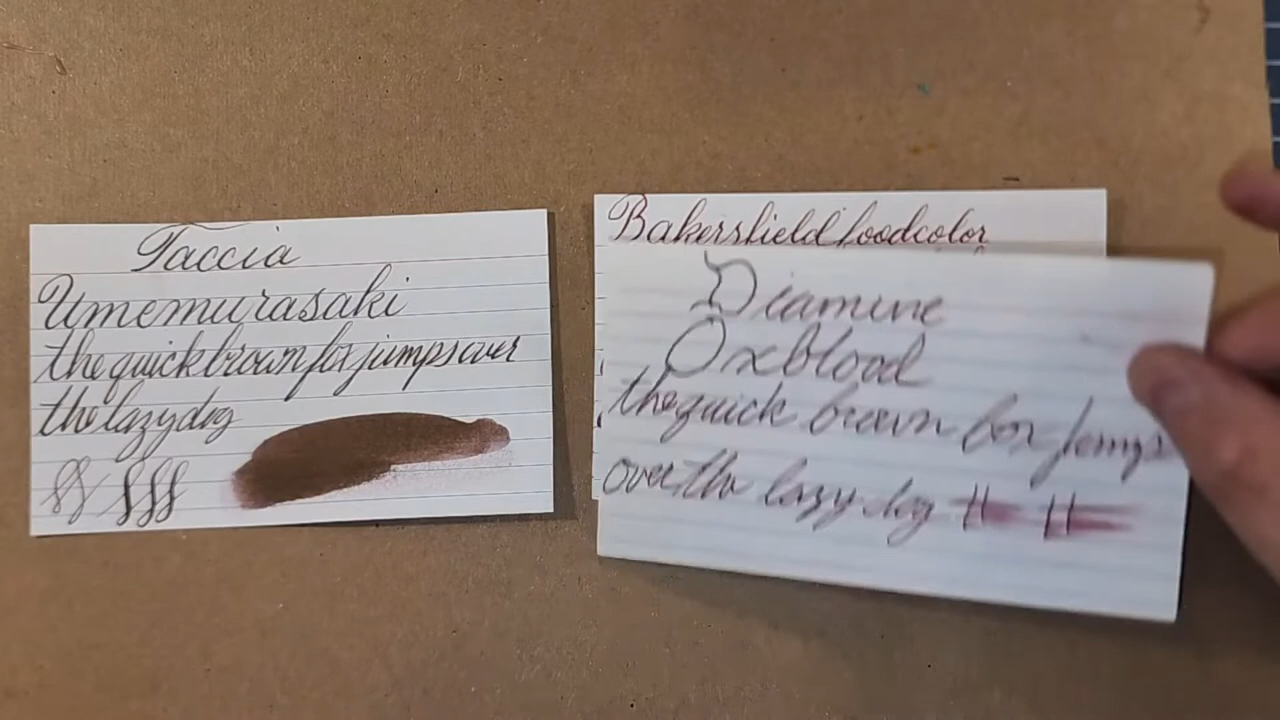 Taccia
Umemurasaki
the quick brown fox jumps over
the lazy dog
Bakersfield foodcolor
Diamine
Oxblood
the quick brown fox jumps
over the lazy dog